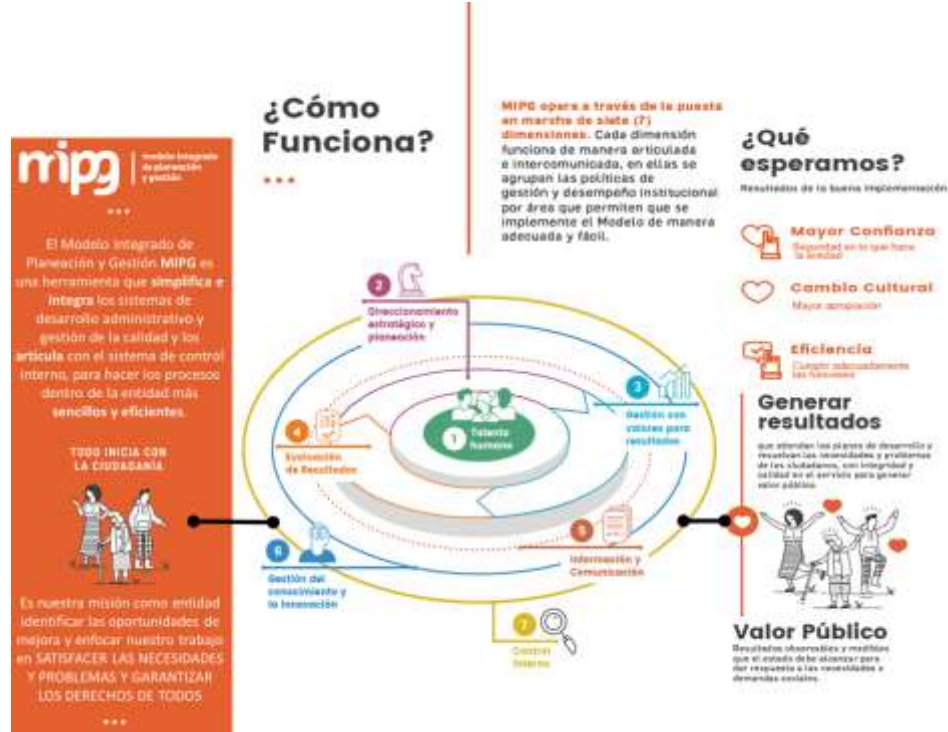 mipg
modelo integrado
de planeación
y gestión
El Modelo Integrado de
Planeación y Gestión MIPG es
una herramienta que simplifica e
integra los sistemas de
desarrollo administrativo y
gestión de la calidad y los
articula con el sistema de control
interno, para hacer los procesos
dentro de la entidad más
sencillos y eficientes.
TODO INICIA CON
LA CIUDADANÍA
Es nuestra misión como entidad
identificar las oportunidades de
mejora y enfocar nuestro trabajo
en SATISFACER LAS NECESIDADES
Y PROBLEMAS Y GARANTIZAR
LOS DERECHOS DE TODOS
¿Cómo
Funciona?
MIPG opera a través de la puesta
en marcha de siete (7)
dimensiones. Cada dimensión
funciona de manera articulada
e intercomunicada, en ellas se
agrupan las políticas de
gestión y desempeño institucional
por área que permiten que se
implemente el Modelo de manera
adecuada y fácil.
2
Direccionamiento
estratégico y
planeación
3
Gestión con
valores para
resultados
1
Talento
humano
4
Evaluación
de Resultados
5
Información y
Comunicación
6
Gestión del
conocimiento y
la Innovación
7
Control
Interno
¿Qué
esperamos?
Resultados de la buena implementación
Mayor Confianza
Seguridad en lo que hace
la entidad
Cambio Cultural
Mayor apropiación
Eficiencia
Cumplir adecuadamente
las funciones
Generar
resultados
que atiendan los planes de desarrollo y
resuelvan las necesidades y problemas
de los ciudadanos, con integridad y
calidad en el servicio para generar
valor público.
Valor Público
Resultados observables y medibles
que el estado debe alcanzar para
dar respuesta a las necesidades o
demandas sociales.